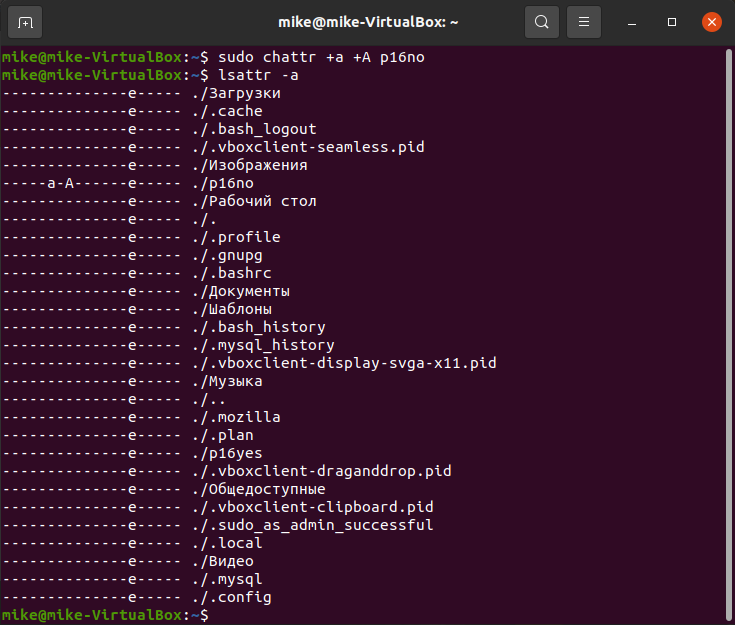 mike@mike-VirtualBox: ~
mike@mike-VirtualBox:~$ sudo chattr +a +A p16no
mike@mike-VirtualBox:~$ lsattr -a
--------------e----- ./Загрузки
--------------e----- ./.cache
--------------e----- ./.bash_logout
--------------e----- ./.vboxclient-seamless.pid
--------------e----- ./Изображения
-----a-A------e----- ./p16no
--------------e----- ./Рабочий стол
--------------e----- ./.
--------------e----- ./.profile
--------------e----- ./.gnupg
--------------e----- ./.bashrc
--------------e----- ./Документы
--------------e----- ./Шаблоны
--------------e----- ./.bash_history
--------------e----- ./.mysql_history
--------------e----- ./.vboxclient-display-svga-x11.pid
--------------e----- ./Музыка
--------------e----- ./..
--------------e----- ./.mozilla
--------------e----- ./.plan
--------------e----- ./p16yes
--------------e----- ./.vboxclient-draganddrop.pid
--------------e----- ./Общедоступные
--------------e----- ./.vboxclient-clipboard.pid
--------------e----- ./.sudo_as_admin_successful
--------------e----- ./.local
--------------e----- ./Видео
--------------e----- ./.mysql
--------------e----- ./.config
mike@mike-VirtualBox:~$